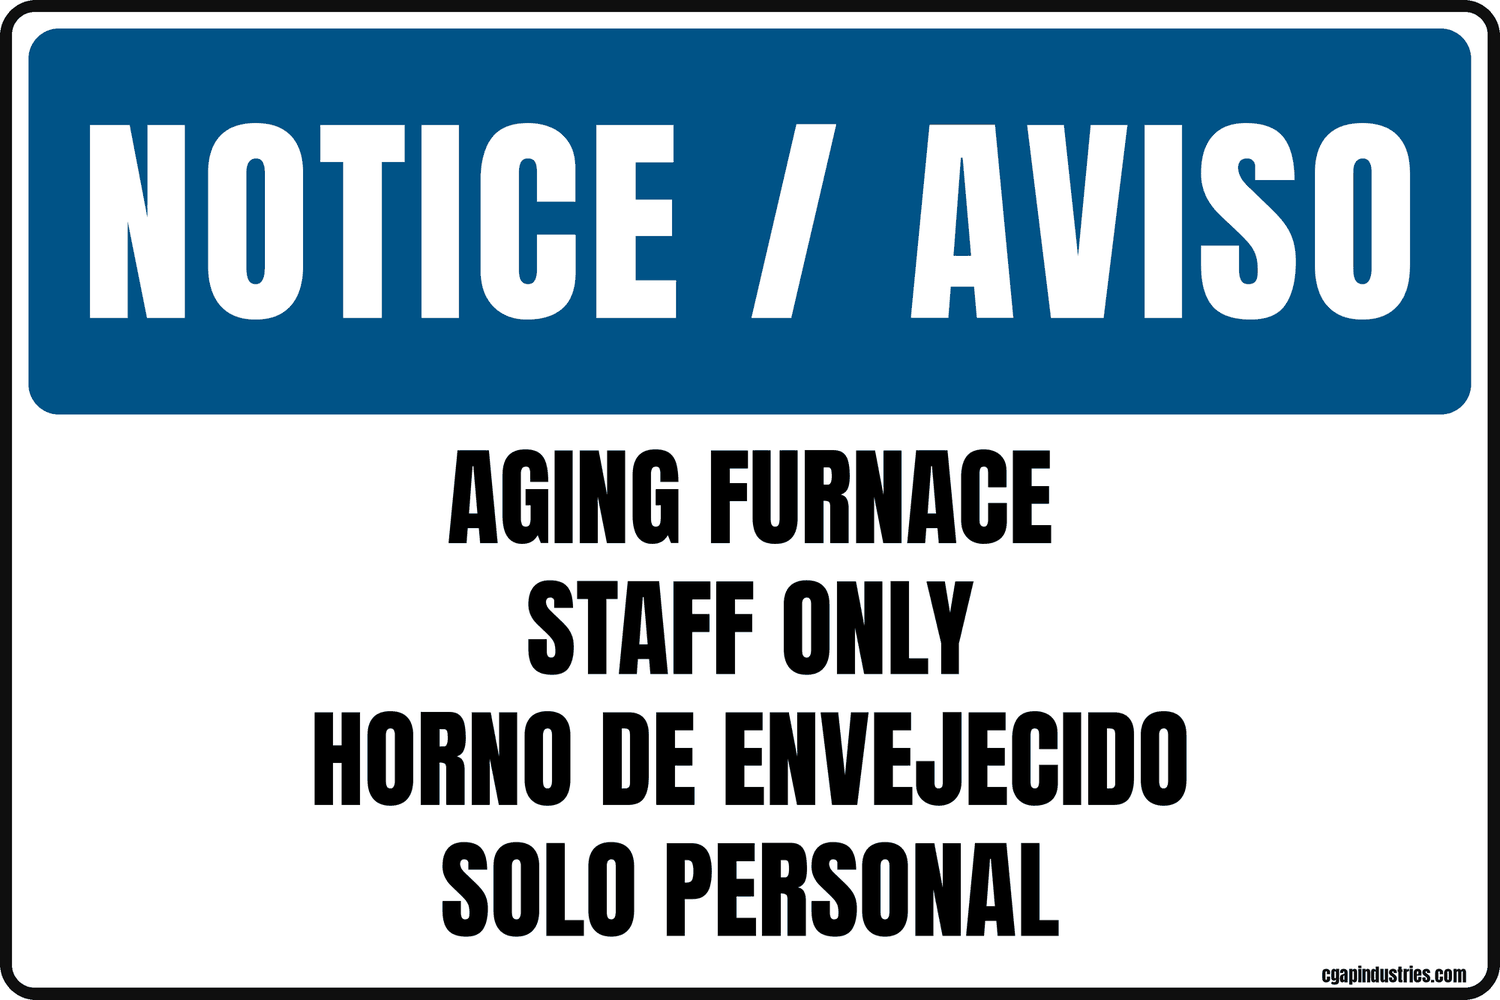 NOTICE / AVISO
AGING FURNACE
STAFF ONLY
HORNO DE ENVEJECIDO
SOLO PERSONAL
cgapindustries.com